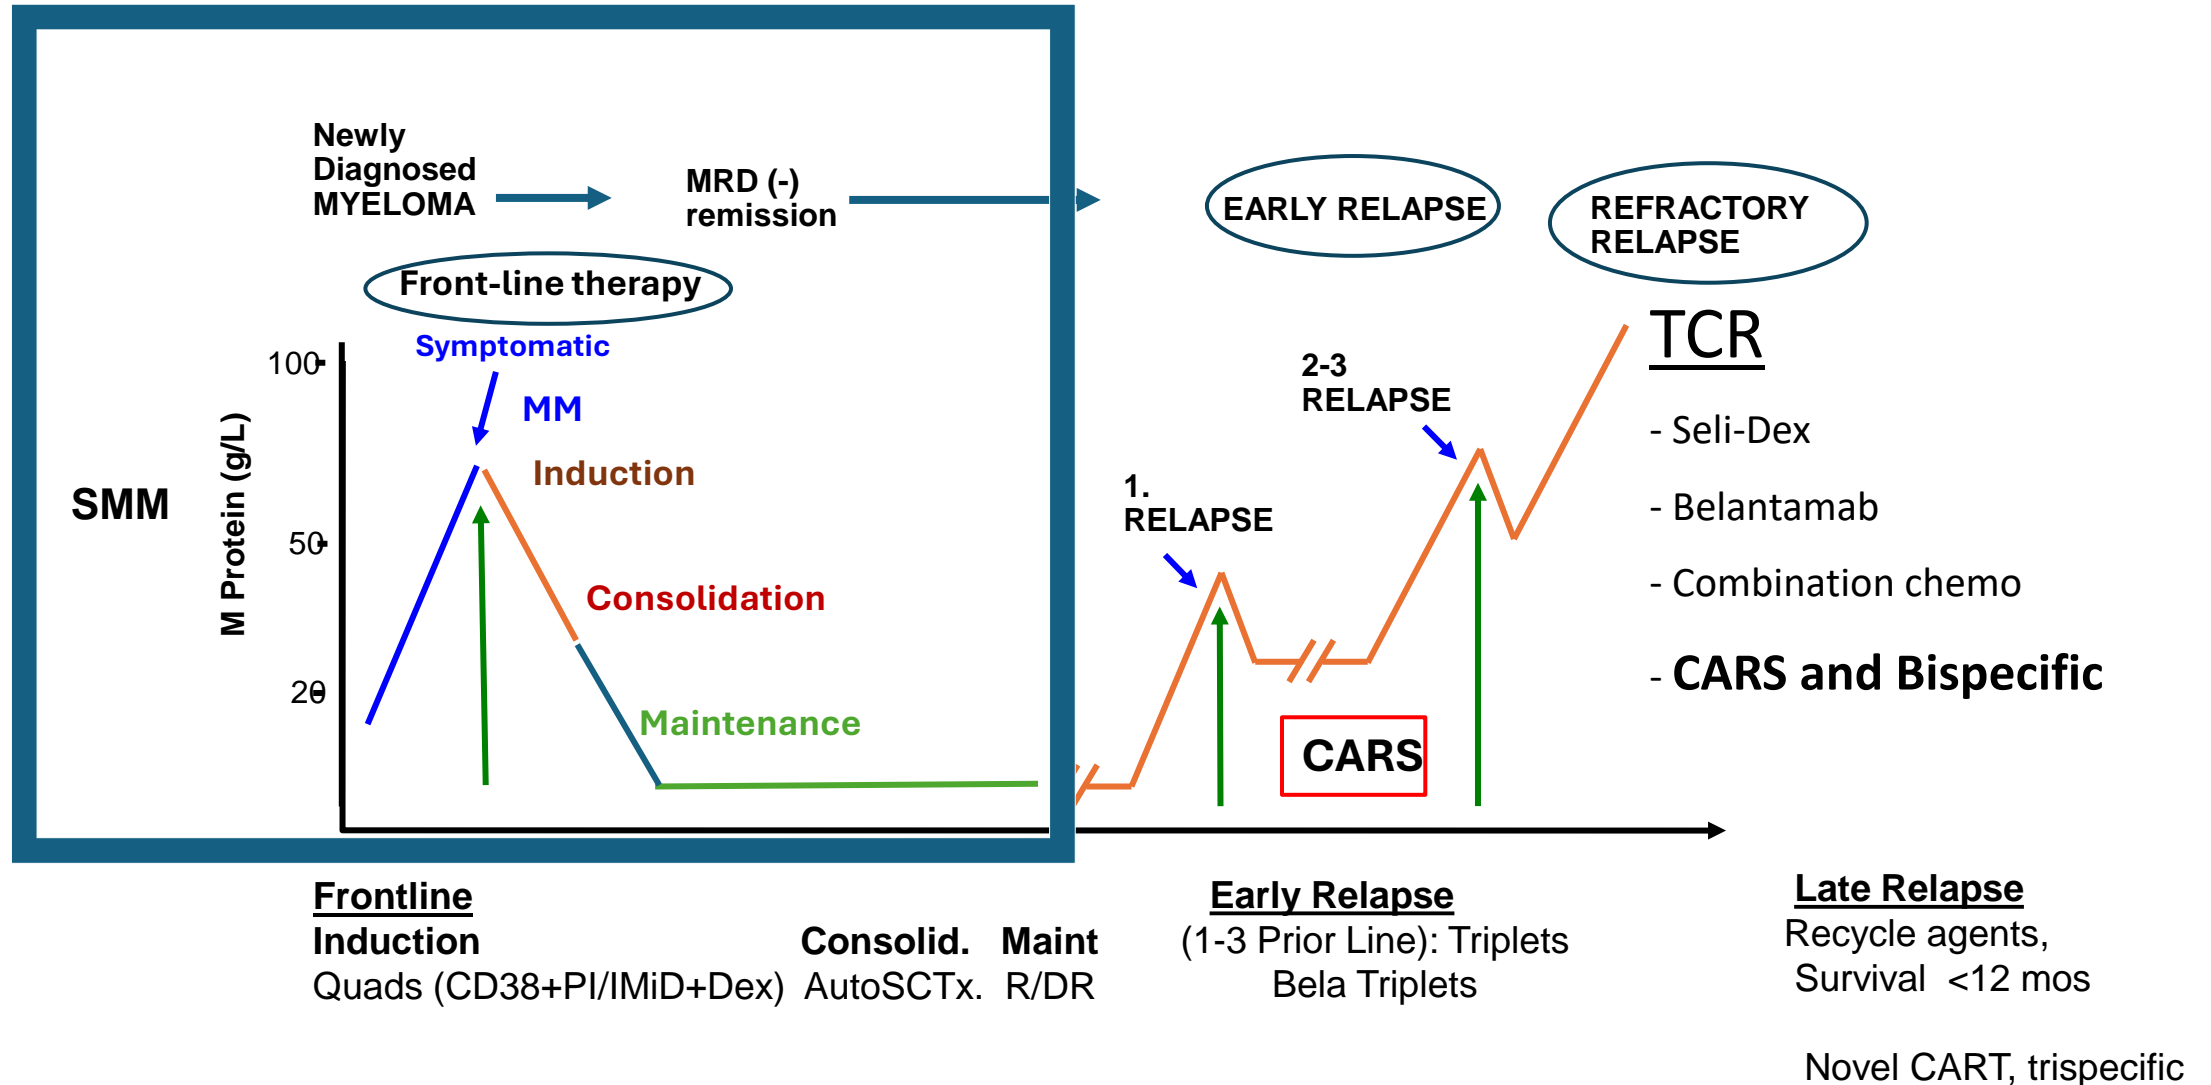 Newly
Diagnosed
MYELOMA
MRD (-)
remission
EARLY RELAPSE
REFRACTORY
RELAPSE
Front-line therapy
Symptomatic
MM
100
50
20
M Protein (g/L)
SMM
Induction
Consolidation
Maintenance
1.
RELAPSE
2-3
RELAPSE
CARS
TCR
- Seli-Dex
- Belantamab
- Combination chemo
- CARS and Bispecific
Frontline
Induction Consolid. Maint
Quads (CD38+PI/IMiD+Dex) AutoSCTx. R/DR
Early Relapse
(1-3 Prior Line): Triplets
Bela Triplets
Late Relapse
Recycle agents,
Survival <12 mos
Novel CART, trispecific